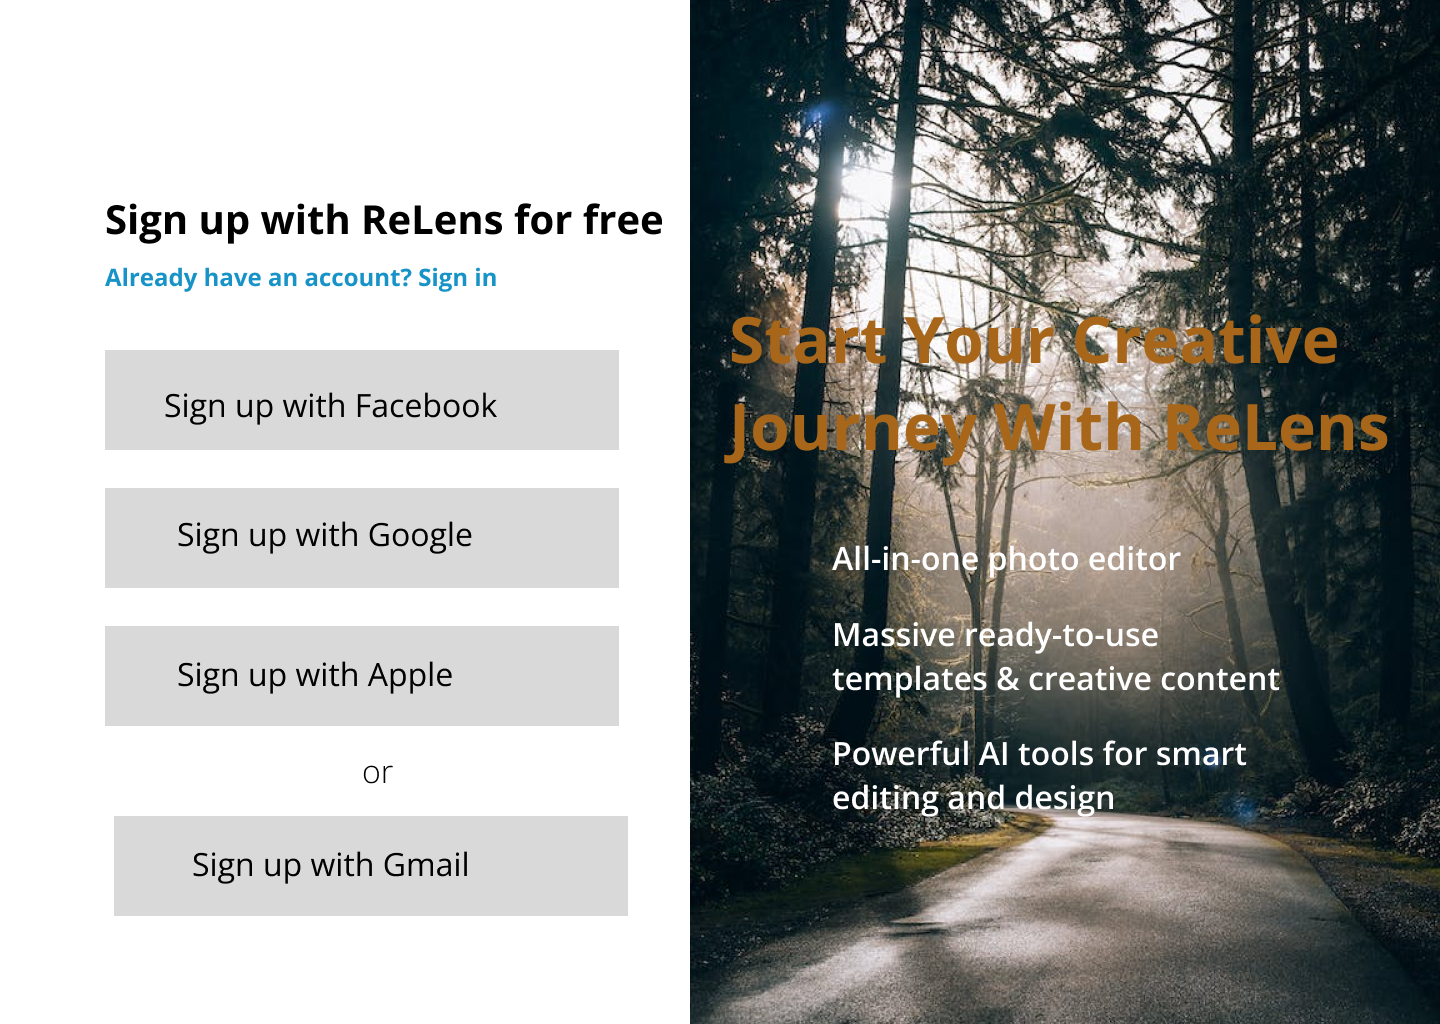 Sign up with ReLens for free
Already have an account? Sign in
Sign up with Facebook
Sign up with Google
Sign up with Apple
or
Sign up with Gmail
Start Your Creative
Journey With ReLens
All-in-one photo editor
Massive ready-to-use
templates & creative content
Powerful AI tools for smart
editing and design